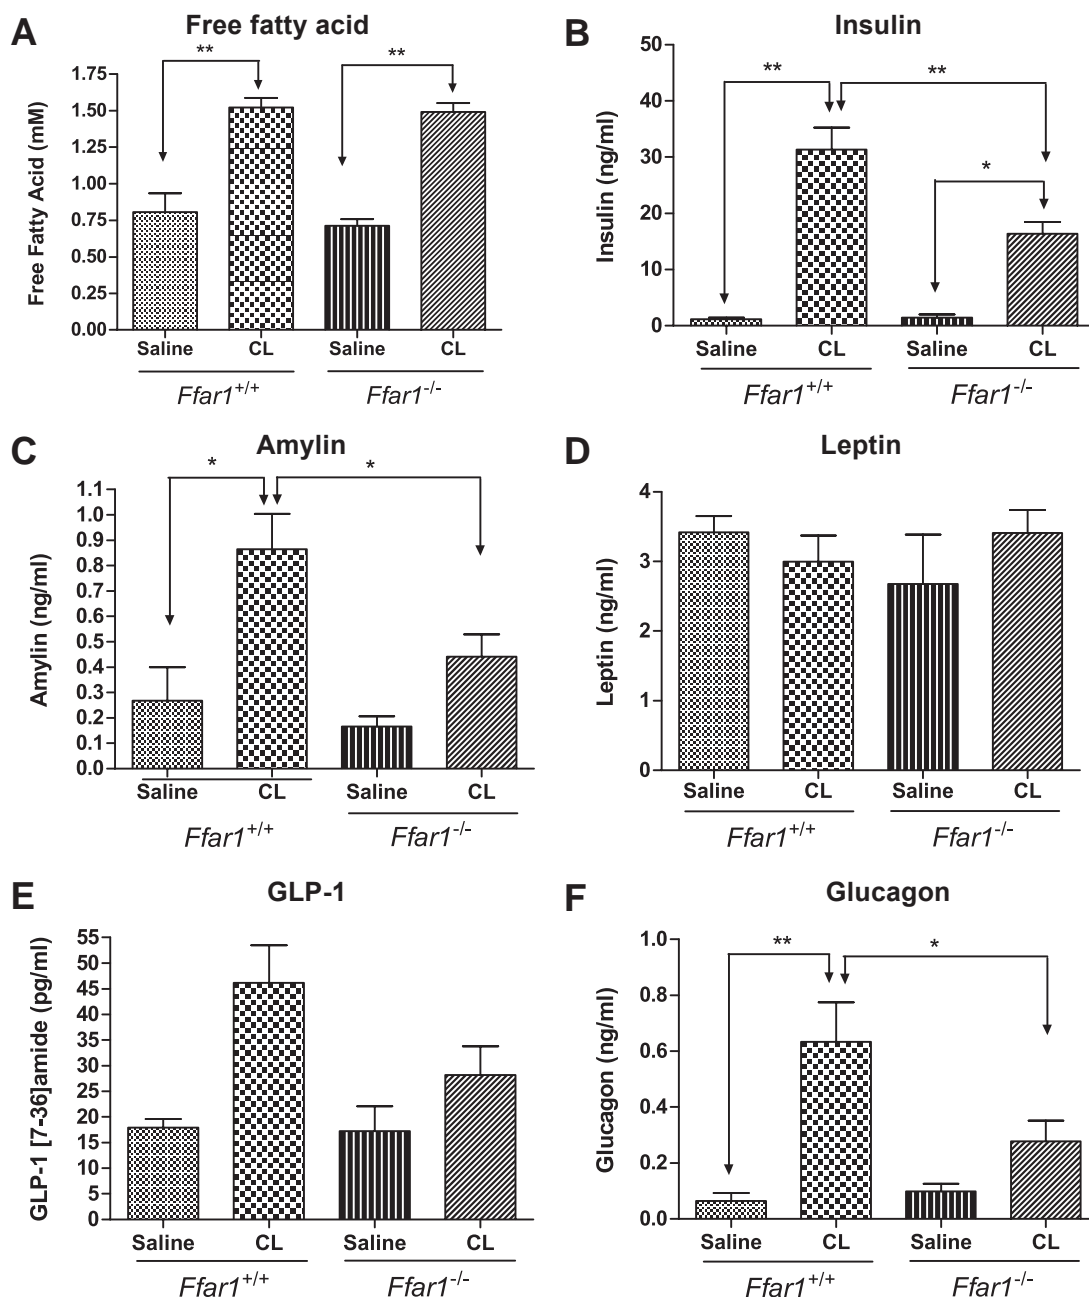 A
Free fatty acid
Free Fatty Acid (mM)
1.75
1.50
1.25
1.00
0.75
0.50
0.25
0.00
**
**
Saline CL Saline CL
Ffar1+/+ Ffar1-/-
B
Insulin
Insulin (ng/ml)
50
40
30
20
10
0
**
**
*
Saline CL Saline CL
Ffar1+/+ Ffar1-/-
C
Amylin
Amylin (ng/ml)
1.1
1.0
0.9
0.8
0.7
0.6
0.5
0.4
0.3
0.2
0.1
0.0
*
*
Saline CL Saline CL
Ffar1+/+ Ffar1-/-
D
Leptin
Leptin (ng/ml)
4
3
2
1
0
Saline CL Saline CL
Ffar1+/+ Ffar1-/-
E
GLP-1
GLP-1 [7-36]amide (pg/ml)
55
50
45
40
35
30
25
20
15
10
5
0
Saline CL Saline CL
Ffar1+/+ Ffar1-/-
F
Glucagon
Glucagon (ng/ml)
1.0
0.8
0.6
0.4
0.2
0.0
**
*
Saline CL Saline CL
Ffar1+/+ Ffar1-/-